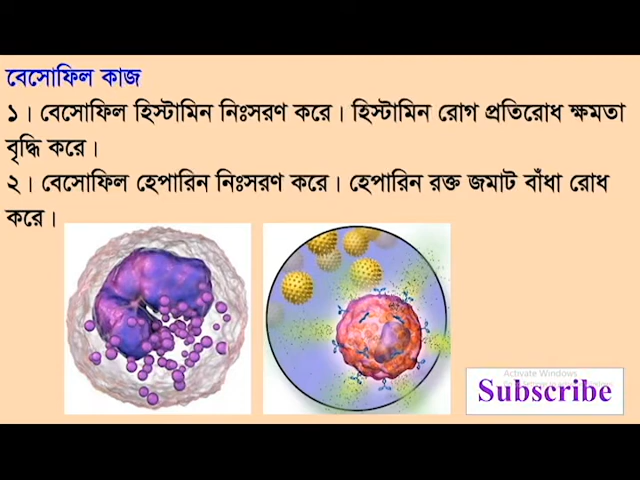 বেসোফিল কাজ
১। বেসোফিল হিস্টামিন নিঃসরণ করে। হিস্টামিন রোগ প্রতিরোধ ক্ষমতা
বৃদ্ধি করে।
২। বেসোফিল হেপারিন নিঃসরণ করে। হেপারিন রক্ত জমাট বাঁধা রোধ
করে।
Activate Windows
Subscribe